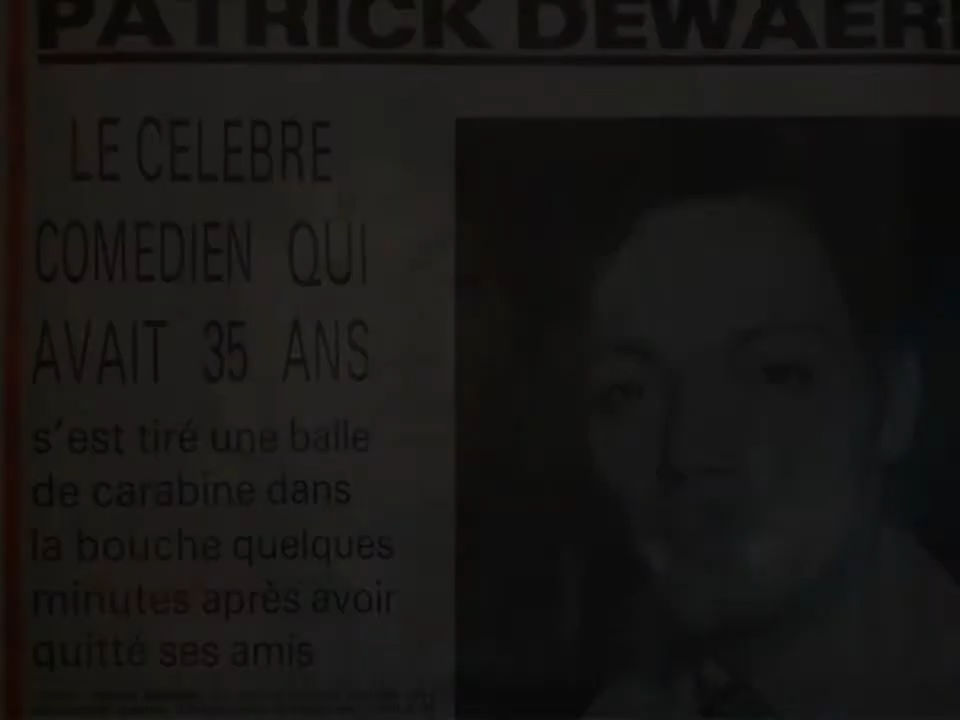 PATRICK DEWAER
LE CELEBRE
COMEDIEN QUI
AVAIT 35 ANS
s'est tiré une balle
de carabine dans
la bouche quelques
minutes après avoir
quitté ses amis